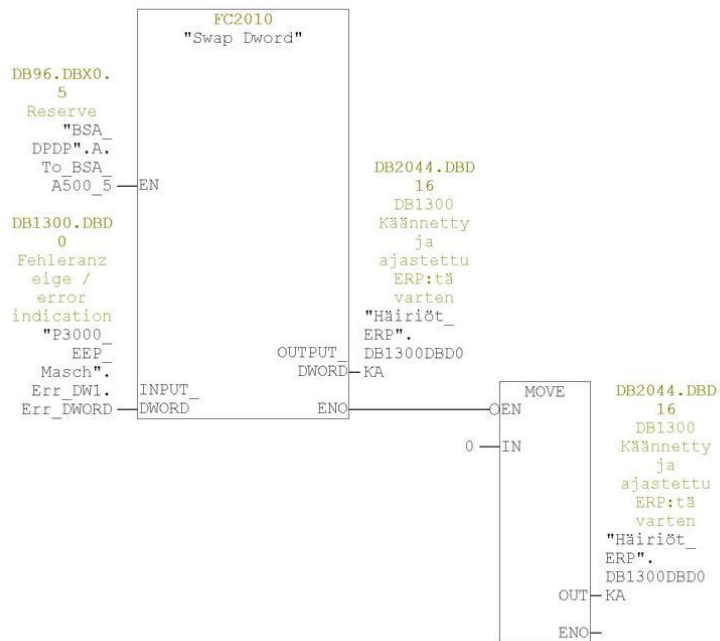 FC2010
"Swap Dword"
DB96.DBX0.
5
Reserve
"BSA_
DPDP".A.
To_BSA_
A500_5
EN
DB1300.DBD
0
Fehleranz
eige /
error
indication
"P3000_
EEP_
Masch".
Err_DW1.
Err_DWORD
INPUT_
DWORD
DB2044.DBD
16
DB1300
Käännetty
ja
ajastettu
ERP:tä
varten
"Häiriöt_
ERP".
DB1300DBD0
KA
OUTPUT_
DWORD
ENO
MOVE
EN
0
IN
DB2044.DBD
16
DB1300
Käännetty
ja
ajastettu
ERP:tä
varten
"Häiriöt_
ERP".
DB1300DBD0
OUT
KA
ENO